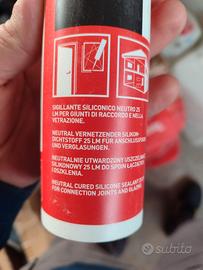 SIGILLANTE SILICONICO NEUTRO 25
LM PER GIUNTI DI RACCORDO E NELLA
VETRAZIONE.
NEUTRAL VERNETZENDER SILIKON-
DICHTSTOFF 25 LM FÜR ANSCHLUSSFUGEN
UND VERGLASUNGEN.
NEUTRALNIE UTWARDZONY USZCZELNIACZ
SILIKONOWY 25 LM DO SPOIN ŁĄCZĄCYCH
I OSZKLENIA.
NEUTRAL CURED SILICONE SEALANT 25 LM
FOR CONNECTION JOINTS AND GLAZING
subito